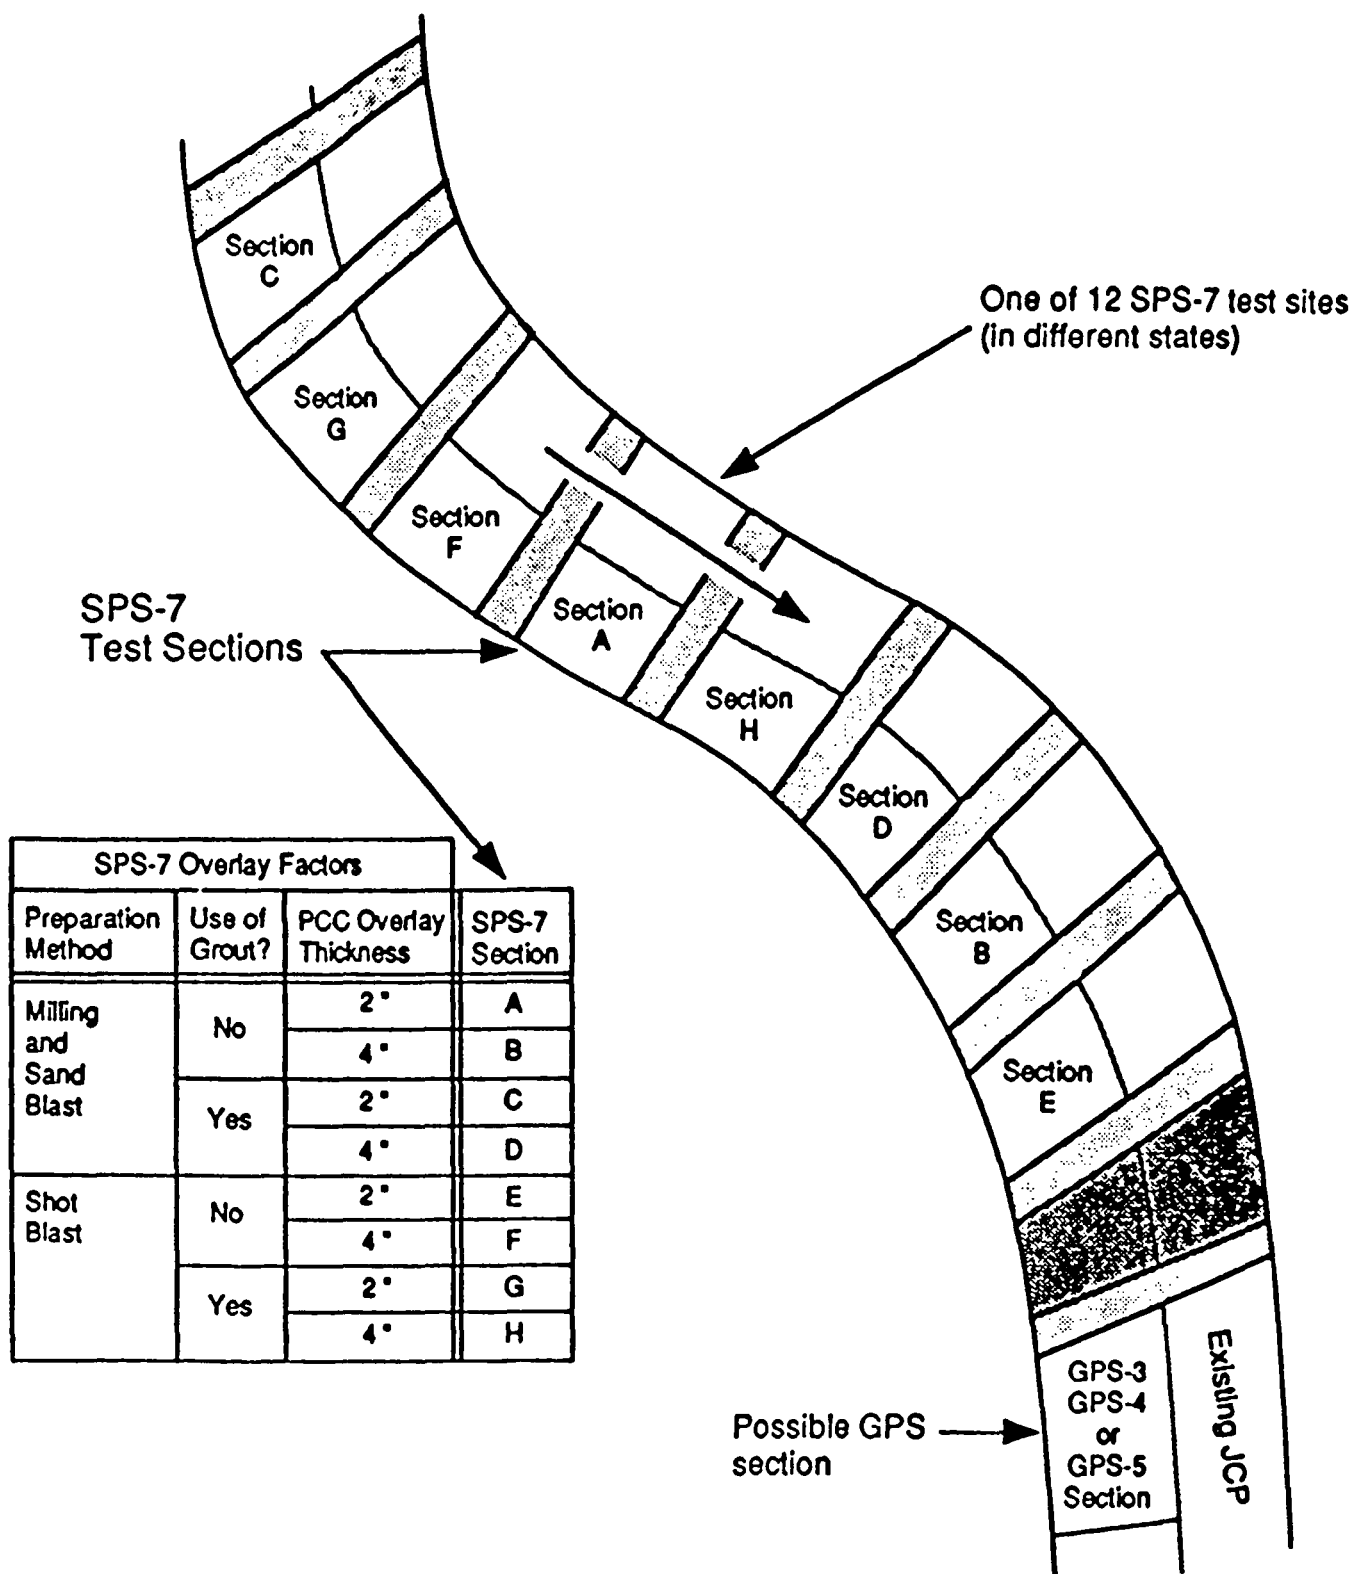 Section
C
One of 12 SPS-7 test sites
(in different states)
Section
G
Section
F
SPS-7
Test Sections
Section
A
Section
H
Section
D
Section
B
Section
E
SPS-7 Overlay Factors
Preparation
Method
Use of
Grout?
PCC Overlay
Thickness
SPS-7
Section
Milling
and
Sand
Blast
No
2"
A
4"
B
Yes
2"
C
4"
D
Shot
Blast
No
2"
E
4"
F
Yes
2"
G
4"
H
GPS-3
GPS-4
or
GPS-5
Section
Existing JCP
Possible GPS
section